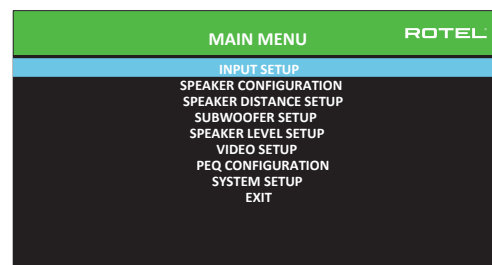 MAIN MENU
ROTEL
INPUT SETUP
SPEAKER CONFIGURATION
SPEAKER DISTANCE SETUP
SUBWOOFER SETUP
SPEAKER LEVEL SETUP
VIDEO SETUP
PEQ CONFIGURATION
SYSTEM SETUP
EXIT